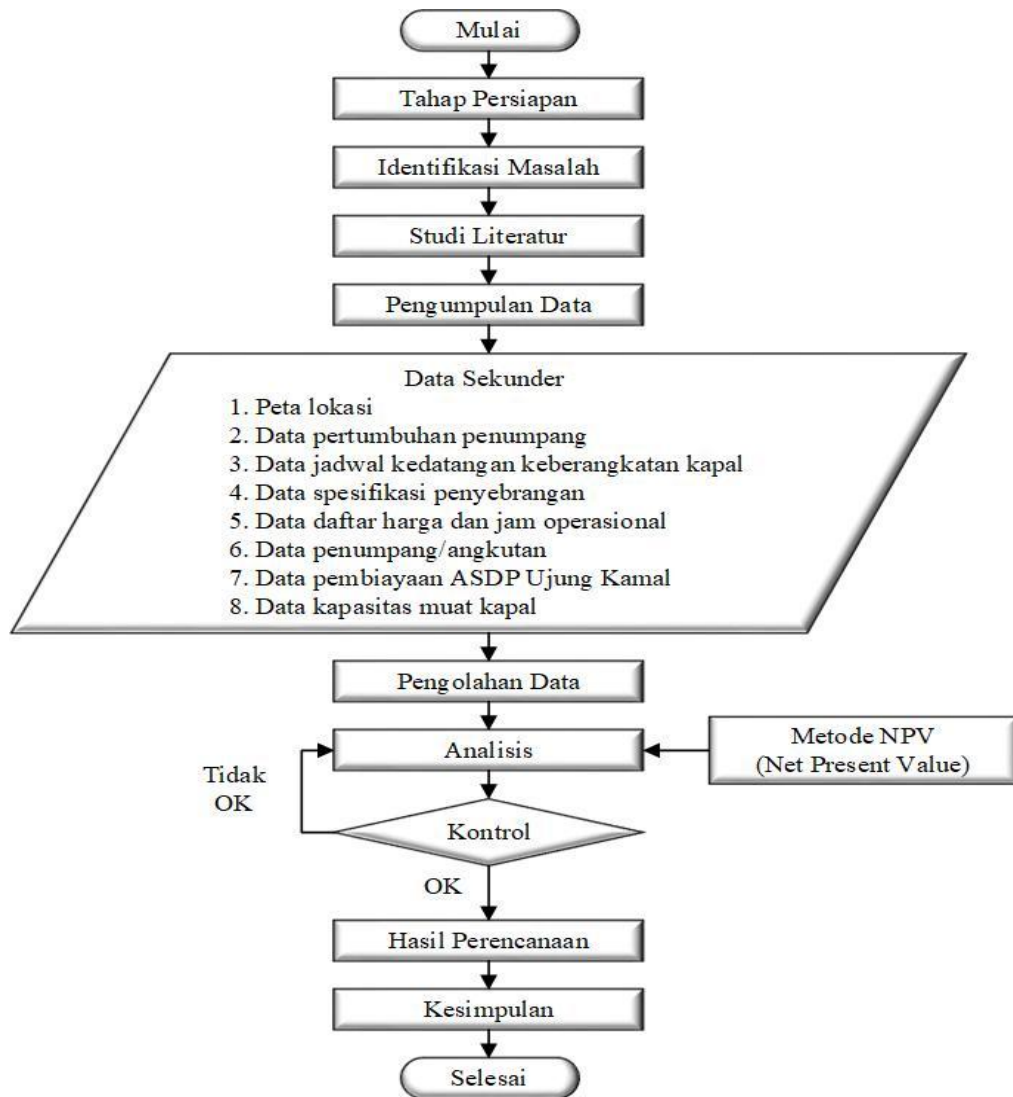 Mulai
Tahap Persiapan
Identifikasi Masalah
Studi Literatur
Pengumpulan Data
Data Sekunder
1. Peta lokasi
2. Data pertumbuhan penumpang
3. Data jadwal kedatangan keberangkatan kapal
4. Data spesifikasi penyebrangan
5. Data daftar harga dan jam operasional
6. Data penumpang/angkutan
7. Data pembiayaan ASDP Ujung Kamal
8. Data kapasitas muat kapal
Pengolahan Data
Analisis
Metode NPV
(Net Present Value)
Tidak
OK
Kontrol
OK
Hasil Perencanaan
Kesimpulan
Selesai